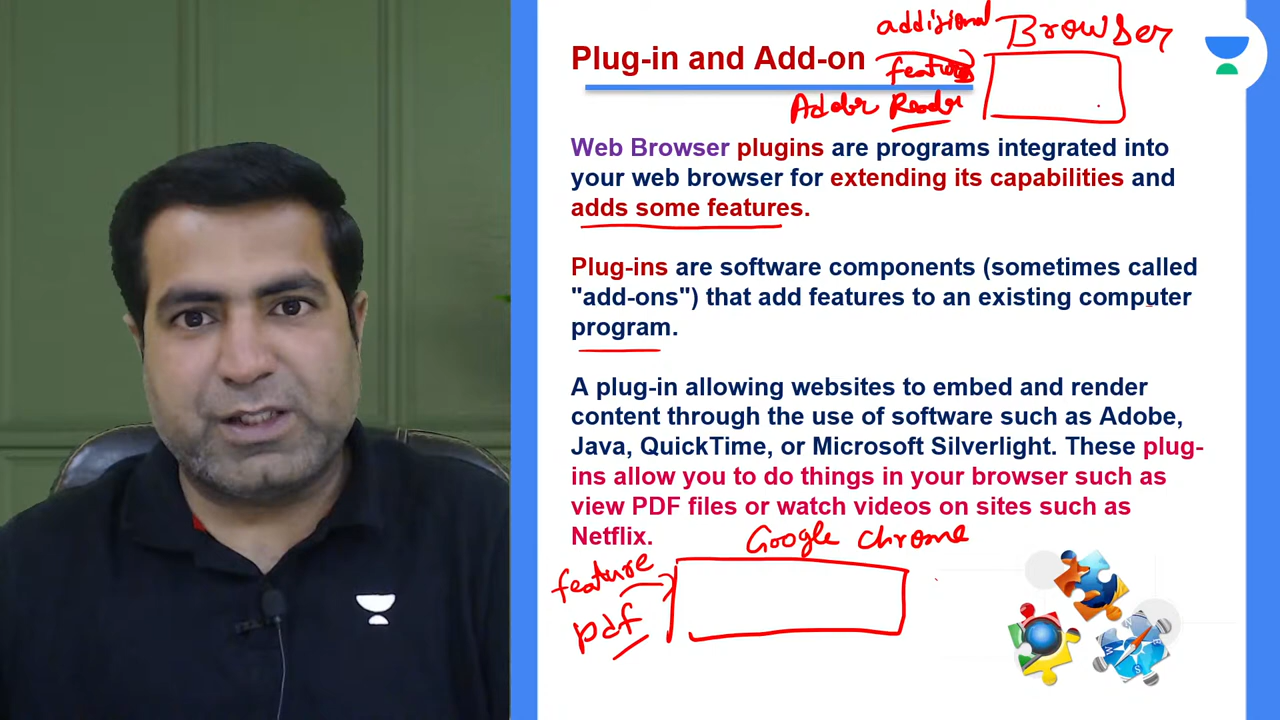 additional
Browser
Plug-in and Add-on
features
Adobe Reader
Web Browser plugins are programs integrated into
your web browser for extending its capabilities and
adds some features.
Plug-ins are software components (sometimes called
"add-ons") that add features to an existing computer
program.
A plug-in allowing websites to embed and render
content through the use of software such as Adobe,
Java, QuickTime, or Microsoft Silverlight. These plug-
ins allow you to do things in your browser such as
view PDF files or watch videos on sites such as
Netflix.
Google Chrome
feature
pdf